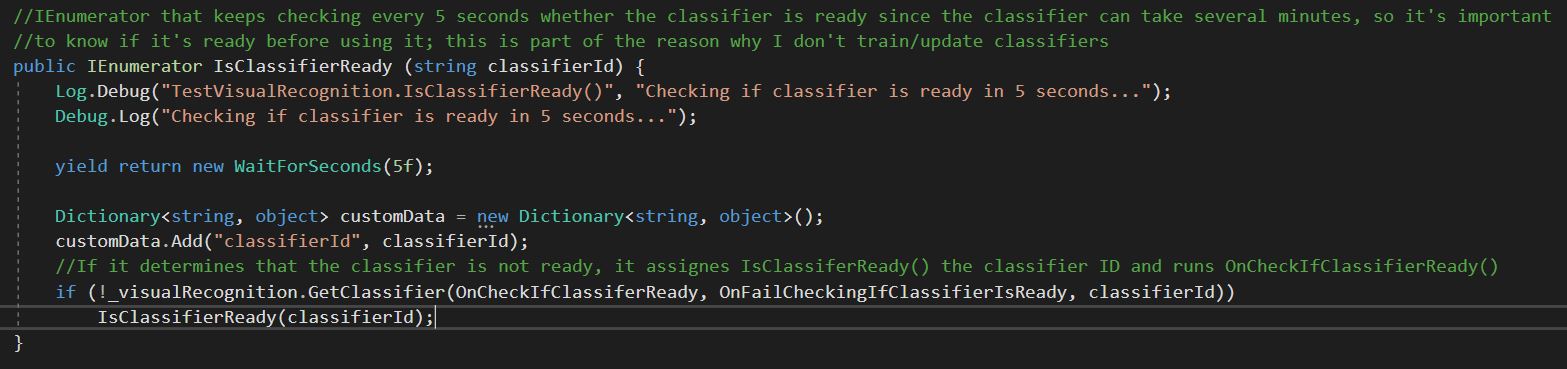 //IEnumerator that keeps checking every 5 seconds whether the classifier is ready since the classifier can take several minutes, so it's important
//to know if it's ready before using it; this is part of the reason why I don't train/update classifiers
public IEnumerator IsClassifierReady (string classifierId) {
    Log.Debug("TestVisualRecognition.IsClassifierReady()", "Checking if classifier is ready in 5 seconds...");
    Debug.Log("Checking if classifier is ready in 5 seconds...");

    yield return new WaitForSeconds(5f);

    Dictionary<string, object> customData = new Dictionary<string, object>();
    customData.Add("classifierId", classifierId);
    //If it determines that the classifier is not ready, it assignes IsClassiferReady() the classifier ID and runs OnCheckIfClassifierReady()
    if (!_visualRecognition.GetClassifier(OnCheckIfClassiferReady, OnFailCheckingIfClassifierIsReady, classifierId))
        IsClassifierReady(classifierId);
}